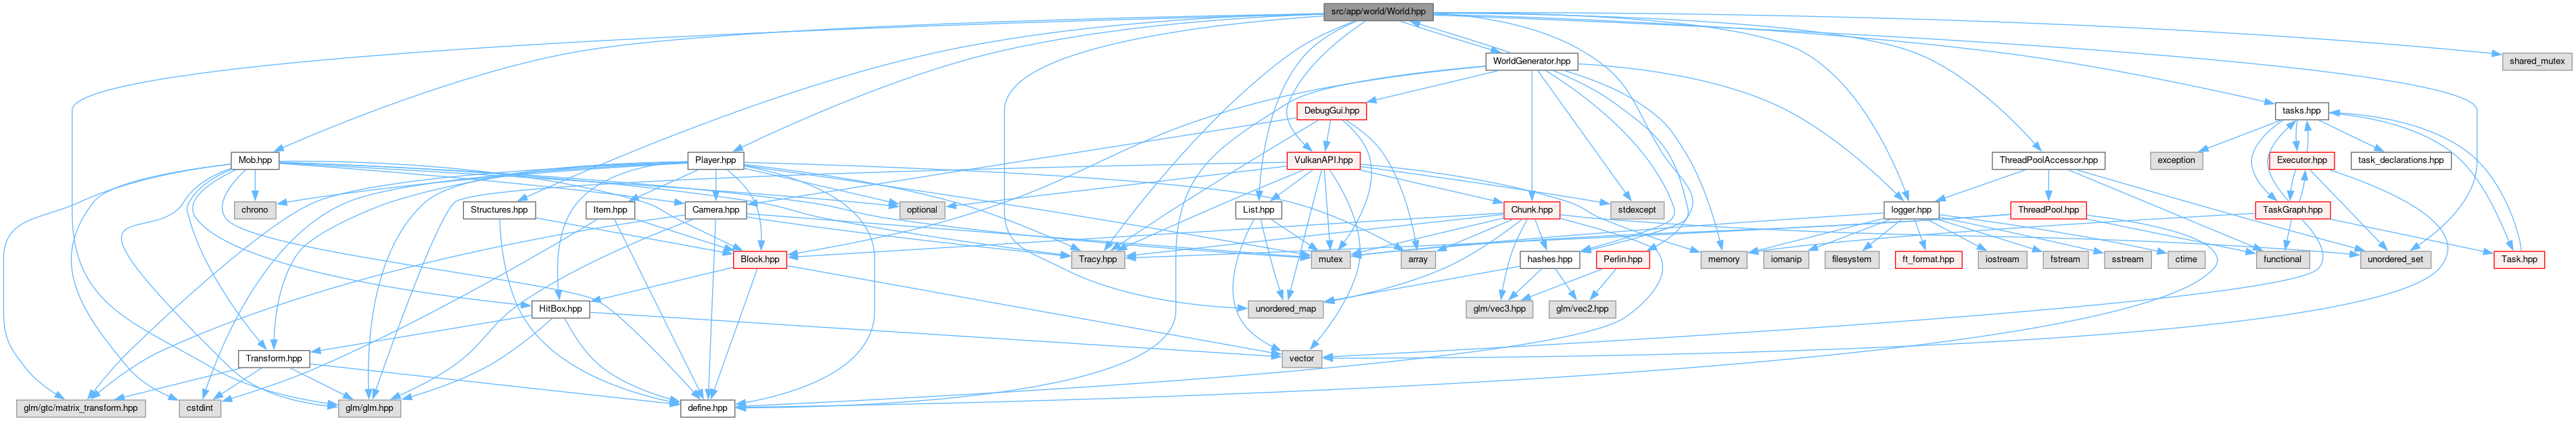 src/app/world/World.hpp
WorldGenerator.hpp
shared_mutex
DebugGui.hpp
tasks.hpp
Mob.hpp
Player.hpp
VulkanAPI.hpp
ThreadPoolAccessor.hpp
exception
Executor.hpp
task_declarations.hpp
chrono
Structures.hpp
Item.hpp
Camera.hpp
optional
List.hpp
Chunk.hpp
stdexcept
logger.hpp
ThreadPool.hpp
TaskGraph.hpp
Block.hpp
Tracy.hpp
mutex
array
hashes.hpp
Perlin.hpp
memory
iomanip
filesystem
ft_format.hpp
iostream
fstream
sstream
ctime
functional
unordered_set
Task.hpp
HitBox.hpp
unordered_map
glm/vec3.hpp
glm/vec2.hpp
Transform.hpp
vector
glm/gtc/matrix_transform.hpp
cstdint
glm/glm.hpp
define.hpp